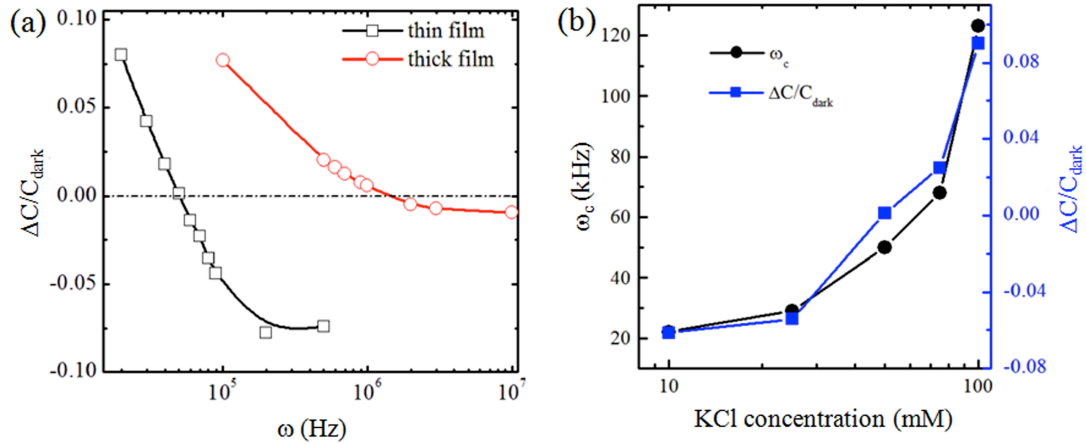 (a)
0.10
0.05
0.00
-0.05
-0.10
ΔC/C_dark
10^5
10^6
10^7
ω (Hz)
thin film
thick film
(b)
120
100
80
60
40
20
ω_c (kHz)
ω_c
ΔC/C_dark
0.08
0.04
0.00
-0.04
-0.08
ΔC/C_dark
10
100
KCl concentration (mM)